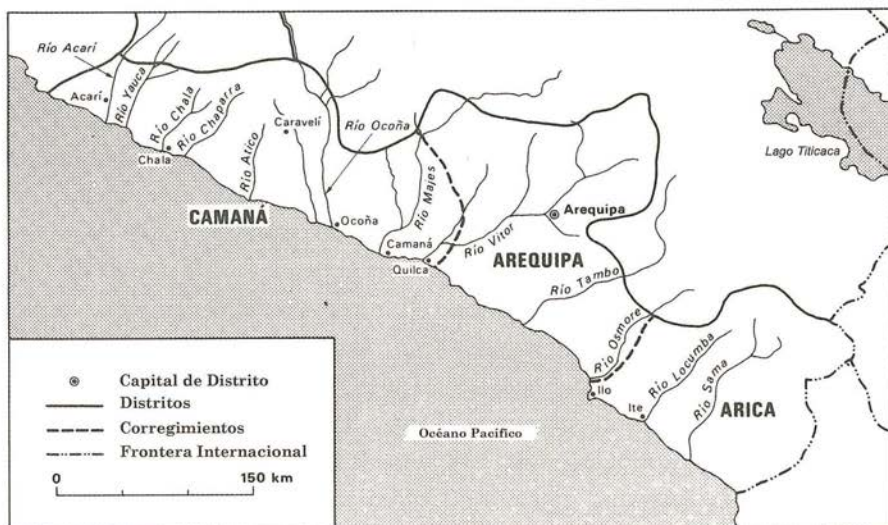 Río Acarí
Acarí
Río Yauca
Río Chala
Río Chaparra
Chala
Río Atico
Caravelí
Río Ocoña
CAMANÁ
Ocoña
Río Majes
Camaná
Quilca
Río Vitor
Arequipa
AREQUIPA
Río Tambo
Lago Titicaca
Río Osmore
Ilo
Río Locumba
Ite
Río Sama
ARICA
Océano Pacífico
Capital de Distrito
Distritos
Corregimientos
Frontera Internacional
0 150 km